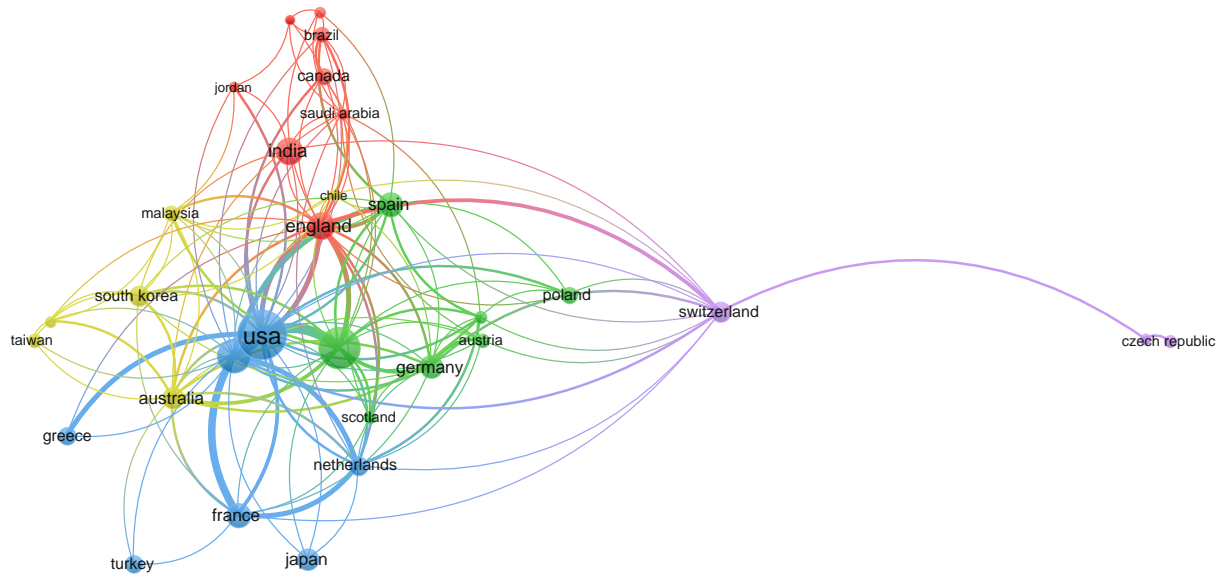 brazil
canada
jordan
saudi arabia
india
chile
spain
malaysia
england
south korea
poland
switzerland
usa
taiwan
austria
czech republic
germany
australia
scotland
greece
netherlands
france
japan
turkey